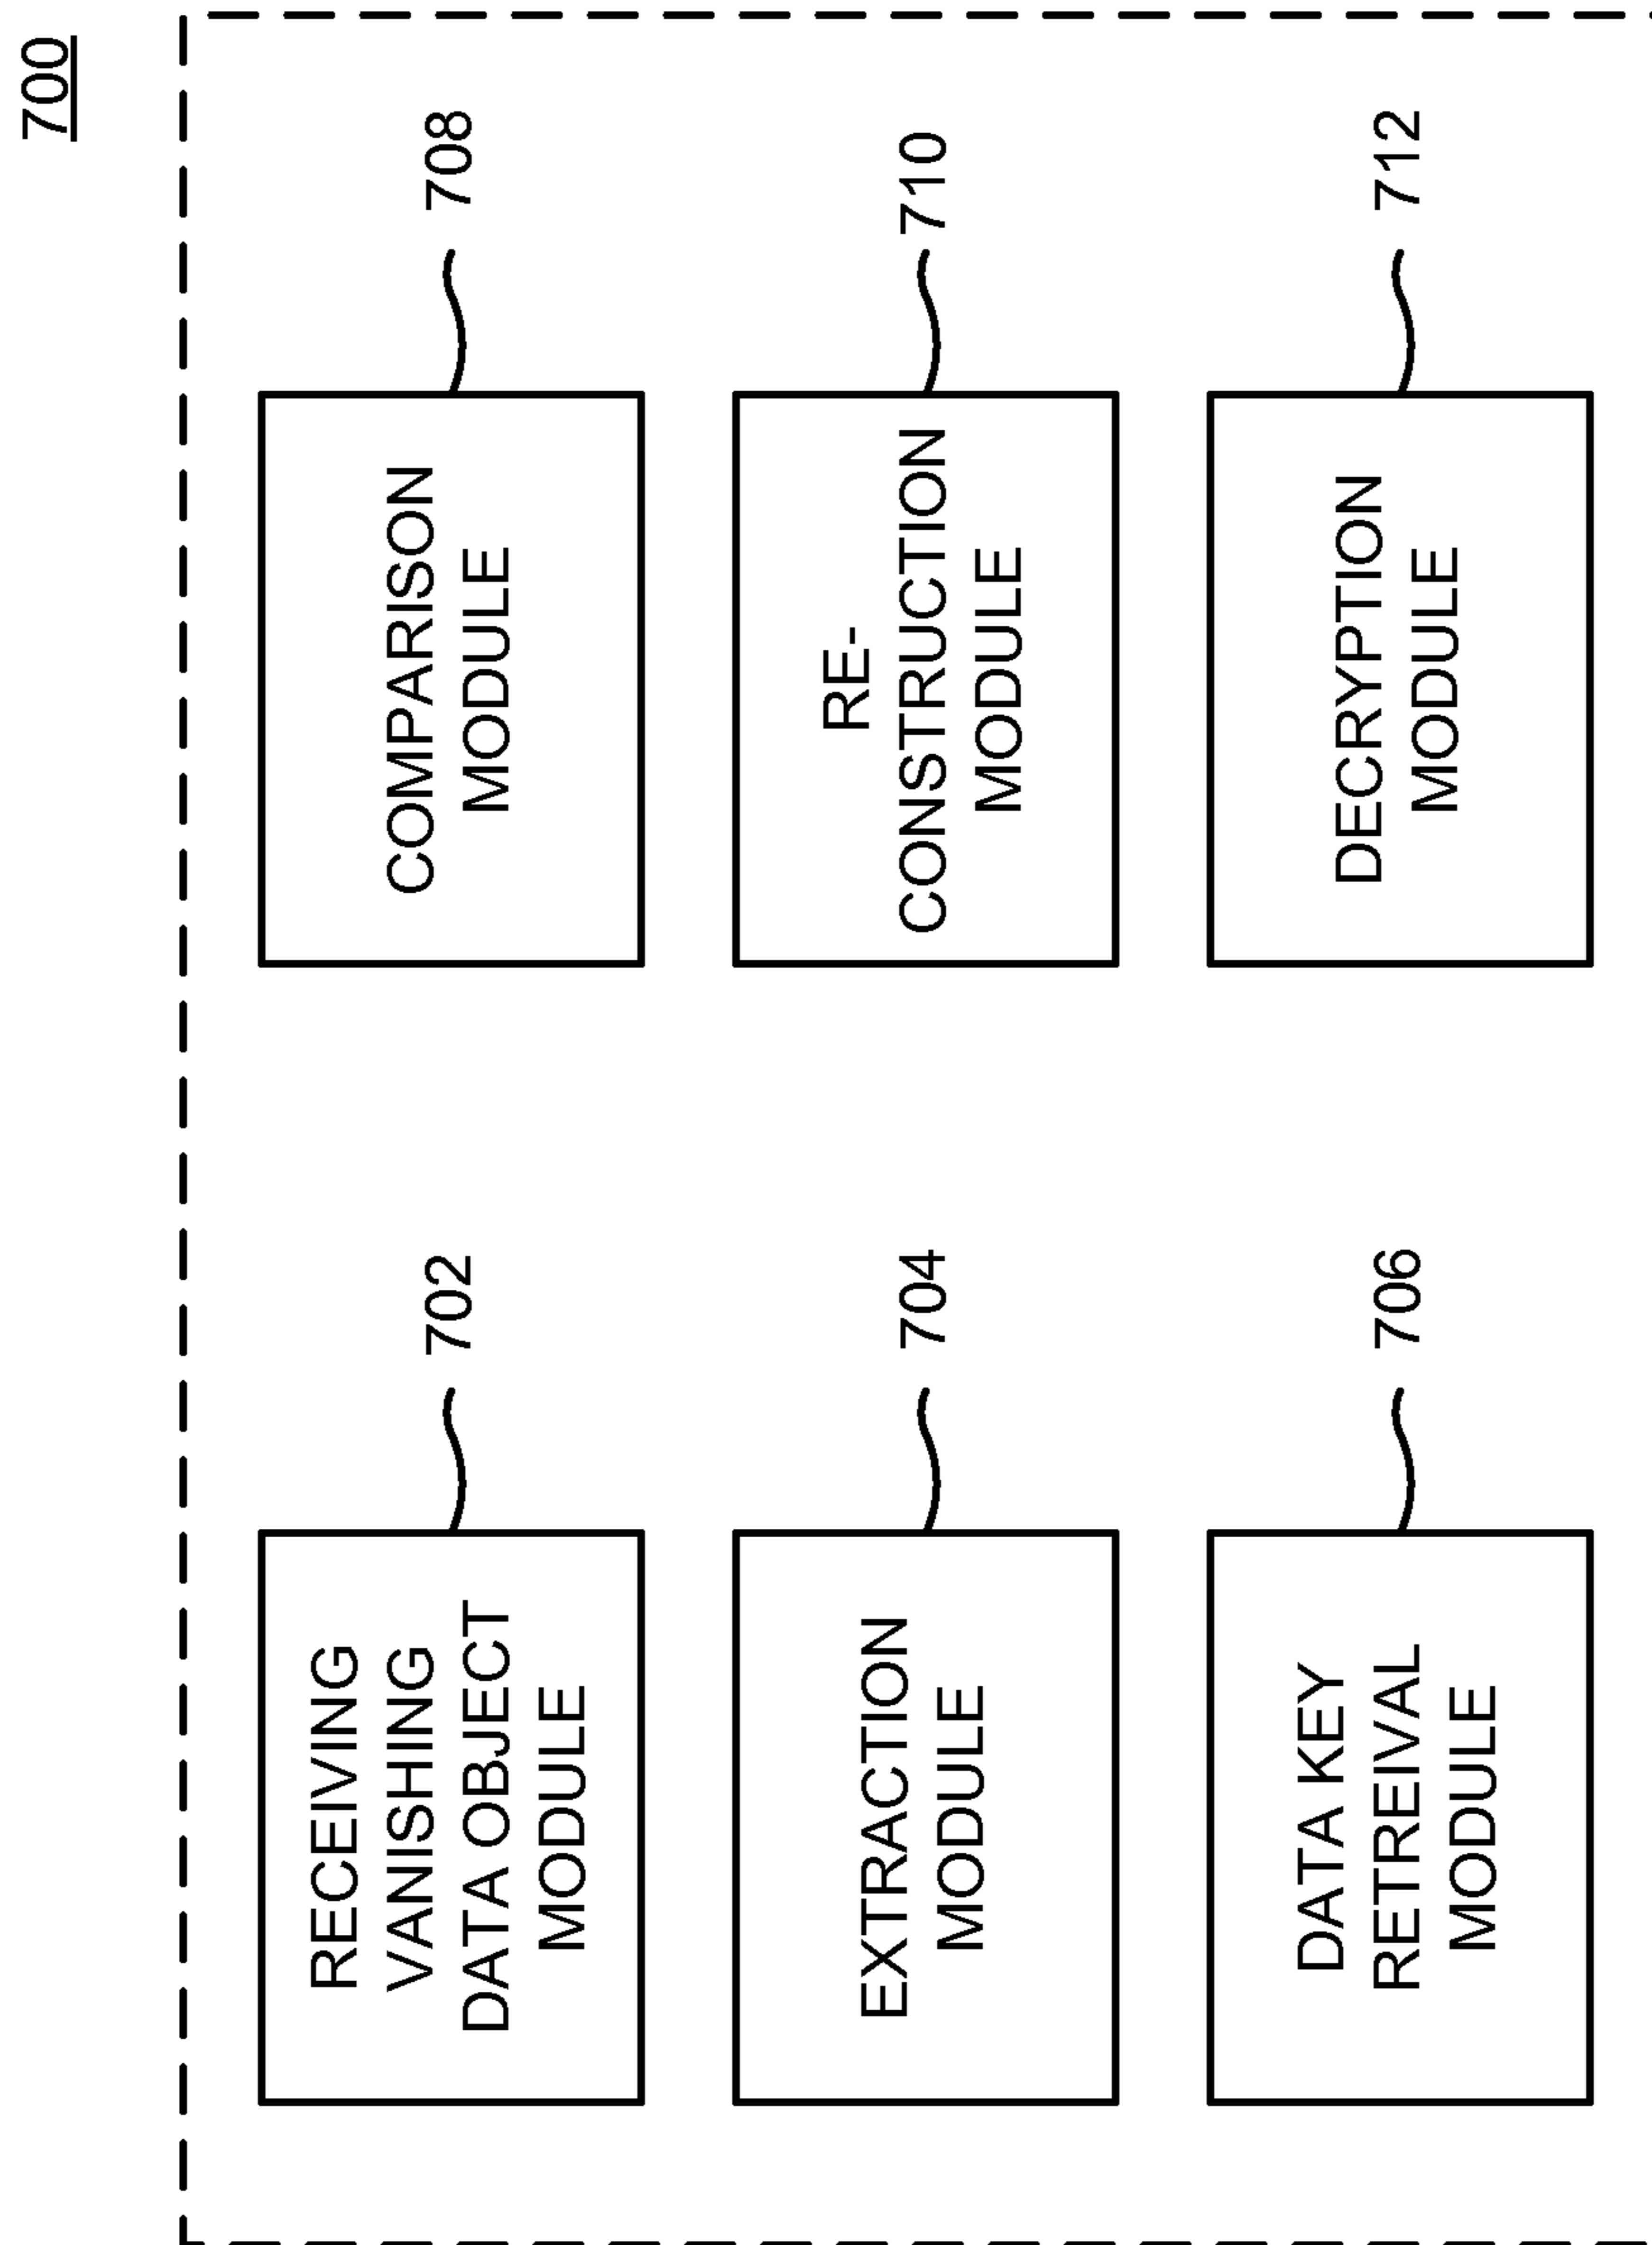 700
RECEIVING
VANISHING
DATA OBJECT
MODULE
702
EXTRACTION
MODULE
704
DATA KEY
RETREIVAL
MODULE
706
COMPARISON
MODULE
708
RE-
CONSTRUCTION
MODULE
710
DECRYPTION
MODULE
712